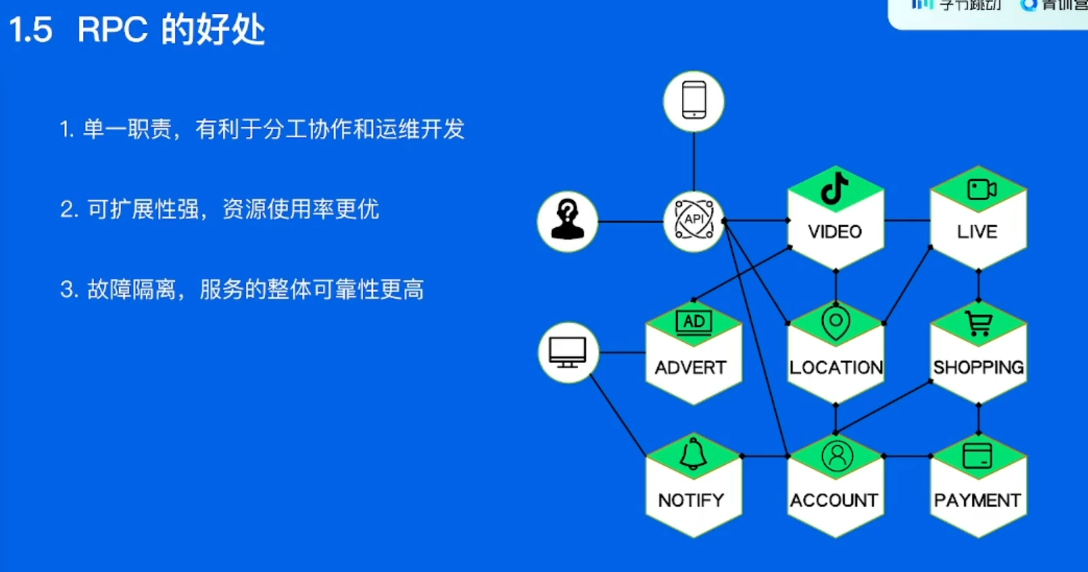 字节跳动 青训营
1.5 RPC 的好处
1. 单一职责，有利于分工协作和运维开发
2. 可扩展性强，资源使用率更优
3. 故障隔离，服务的整体可靠性更高
API
VIDEO
LIVE
AD
ADVERT
LOCATION
SHOPPING
NOTIFY
ACCOUNT
PAYMENT